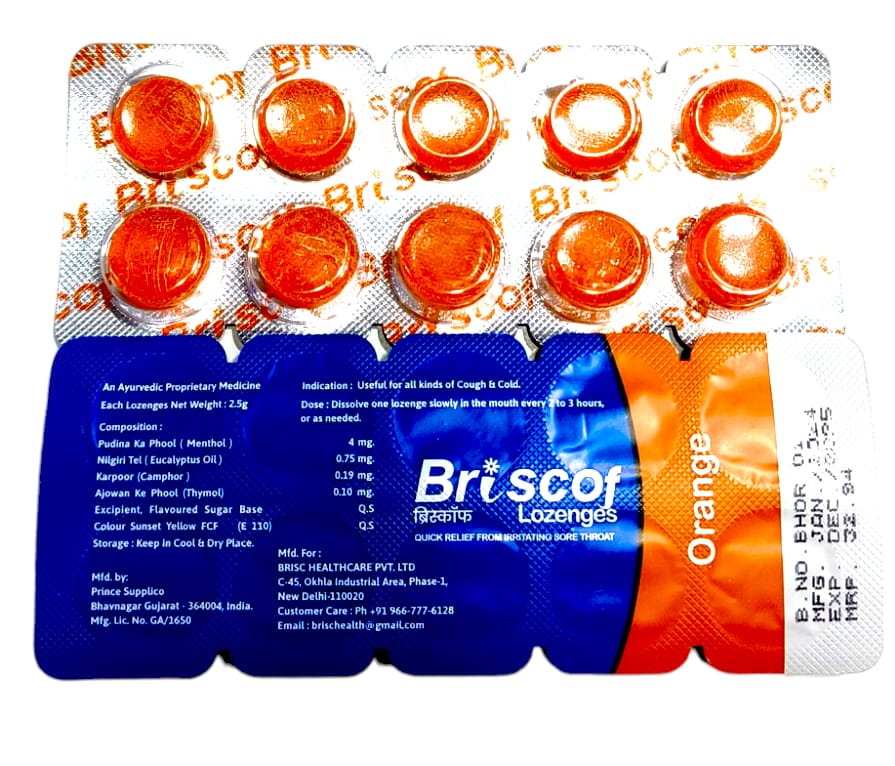 Briscof
An Ayurvedic Proprietary Medicine
Each Lozenges Net Weight : 2.5g
Composition :
Pudina Ka Phool ( Menthol ) 4 mg.
Nilgiri Tel ( Eucalyptus Oil ) 0.75 mg.
Karpoor (Camphor ) 0.19 mg.
Ajowan Ke Phool (Thymol) 0.10 mg.
Excipient, Flavoured Sugar Base Q.S
Colour Sunset Yellow FCF (E 110) Q.S
Storage : Keep in Cool & Dry Place.
Mfd. by:
Prince Supplico
Bhavnagar Gujarat - 364004, India.
Mfg. Lic. No. GA/1650
Indication : Useful for all kinds of Cough & Cold.
Dose : Dissolve one lozenge slowly in the mouth every 2 to 3 hours,
or as needed.
Briscof
ब्रिस्कॉफ Lozenges
QUICK RELIEF FROM IRRITATING SORE THROAT
Mfd. For :
BRISC HEALTHCARE PVT. LTD
C-45, Okhla Industrial Area, Phase-1,
New Delhi-110020
Customer Care : Ph +91 966-777-6128
Email : brischealth@gmail.com
Orange
B.NO. BHOR 01
MFG. JAN./2024
EXP. DEC./2025
MRP.